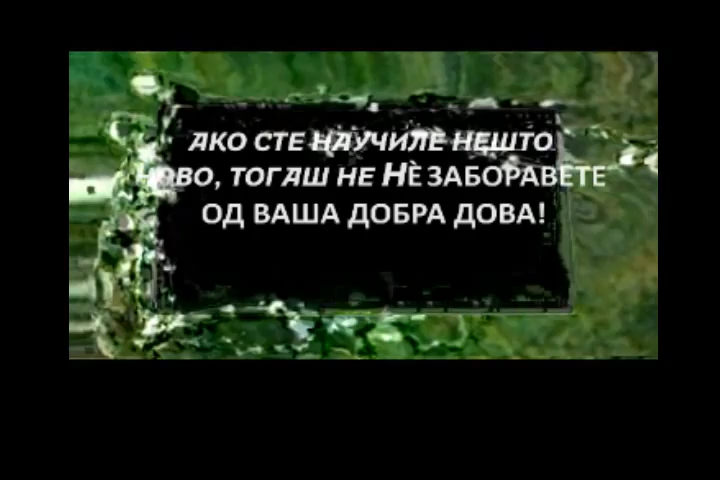 АКО СТЕ НАУЧИЛЕ НЕШТО
НОВО, ТОГАШ НЕ НЀ ЗАБОРАВЕТЕ
ОД ВАША ДОБРА ДОВА!